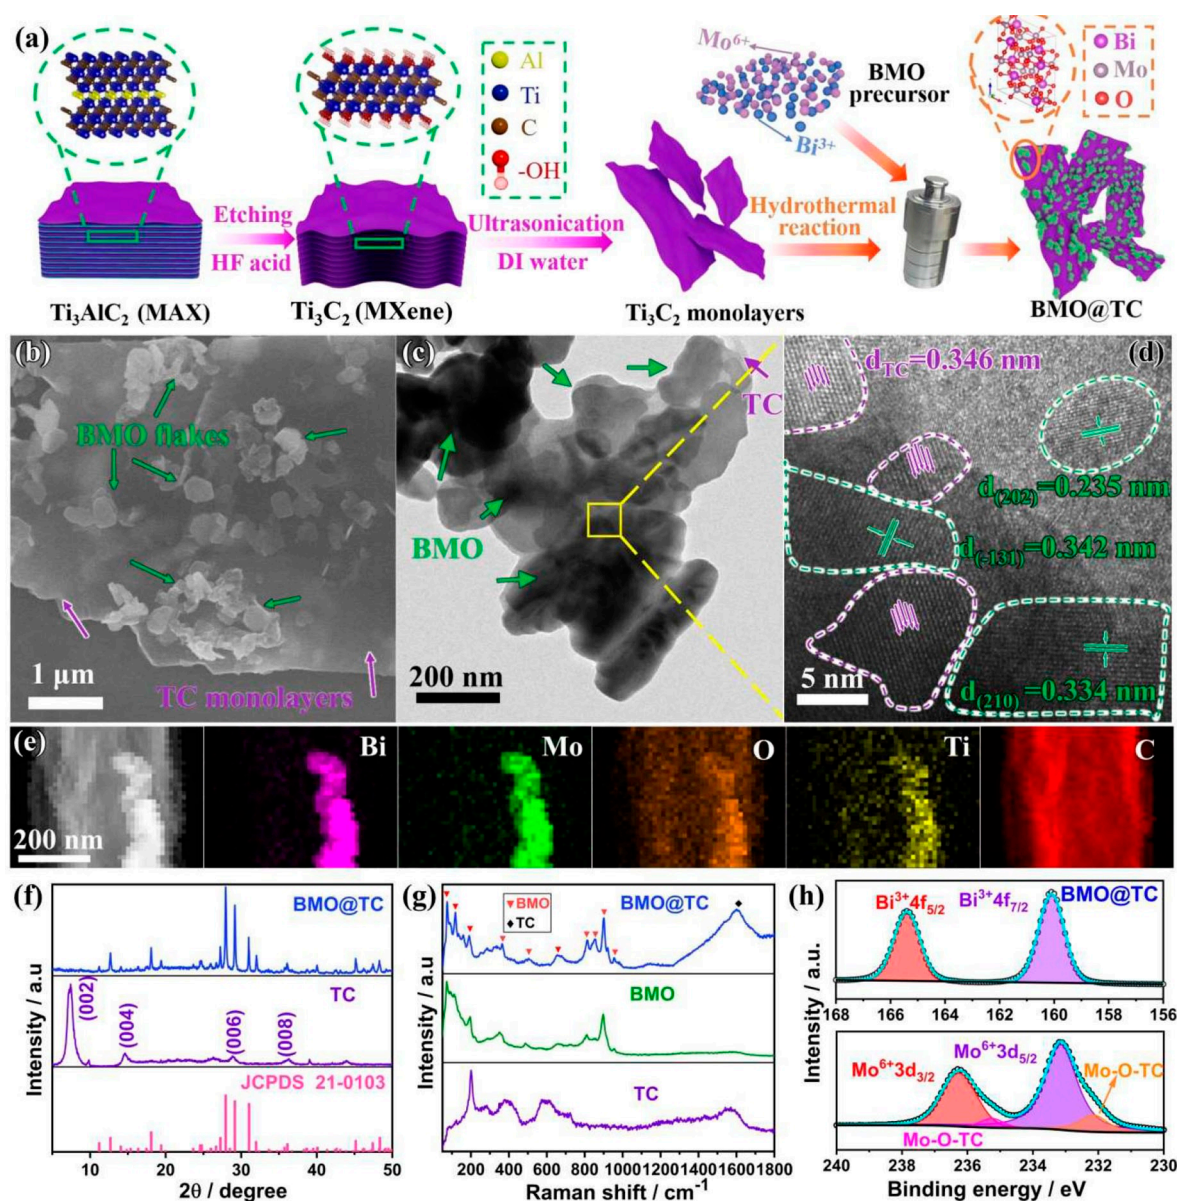 (a)
Al
Ti
C
-OH
Mo⁶⁺
Bi³⁺
BMO
precursor
Bi
Mo
O
Etching
HF acid
Ultrasonication
DI water
Hydrothermal
reaction
Ti₃AlC₂ (MAX)
Ti₃C₂ (MXene)
Ti₃C₂ monolayers
BMO@TC
(b)
BMO flakes
1 μm
TC monolayers
(c)
TC
BMO
200 nm
(d)
d_TC=0.346 nm
d₍₂₀₂₎=0.235 nm
d₍₋₁₃₁₎=0.342 nm
d₍₂₁₀₎=0.334 nm
5 nm
(e)
200 nm
Bi
Mo
O
Ti
C
(f)
BMO@TC
TC
(002)
(004)
(006)
(008)
JCPDS 21-0103
10 20 30 40 50
2θ / degree
Intensity / a.u
(g)
BMO
TC
BMO@TC
BMO
TC
0 200 400 600 800 1000 1400 1600 1800
Raman shift / cm⁻¹
Intensity / a.u
(h)
Bi³⁺4f₅/₂
Bi³⁺4f₇/₂
BMO@TC
168 166 164 162 160 158 156
Mo⁶⁺3d₃/₂
Mo⁶⁺3d₅/₂
Mo-O-TC
Mo-O-TC
240 238 236 234 232 230
Binding energy / eV
Intensity / a.u